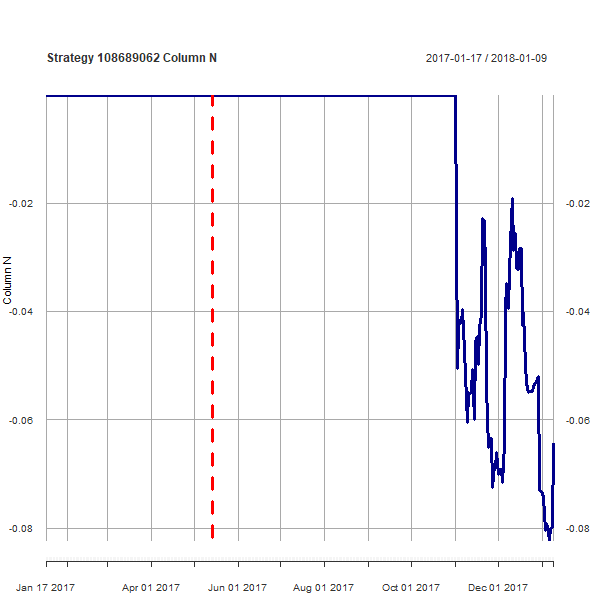 Strategy 108689062 Column N
2017-01-17 / 2018-01-09
-0.02
-0.02
-0.04
-0.04
-0.06
-0.06
-0.08
-0.08
Column N
Jan 17 2017
Apr 01 2017
Jun 01 2017
Aug 01 2017
Oct 01 2017
Dec 01 2017